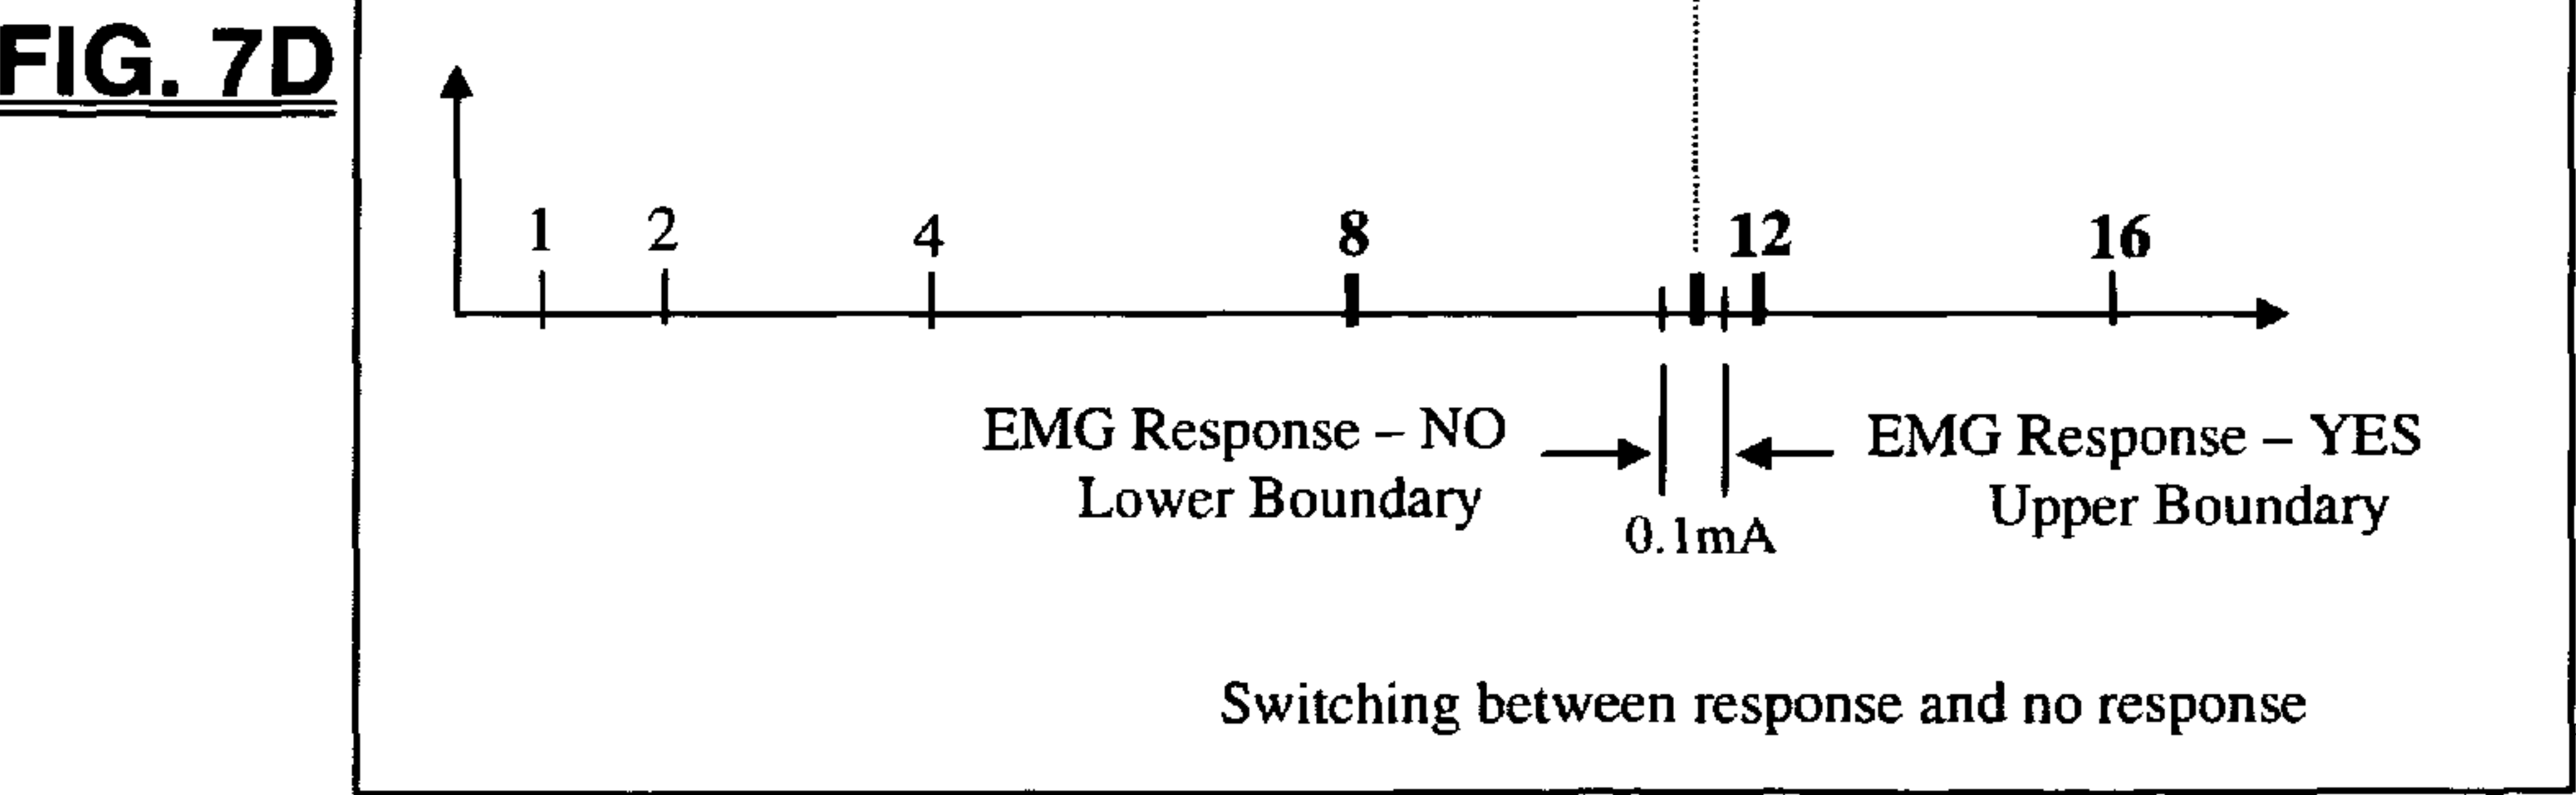 FIG. 7D
1 2 4 8 12 16
EMG Response – NO
Lower Boundary
EMG Response – YES
Upper Boundary
0.1mA
Switching between response and no response